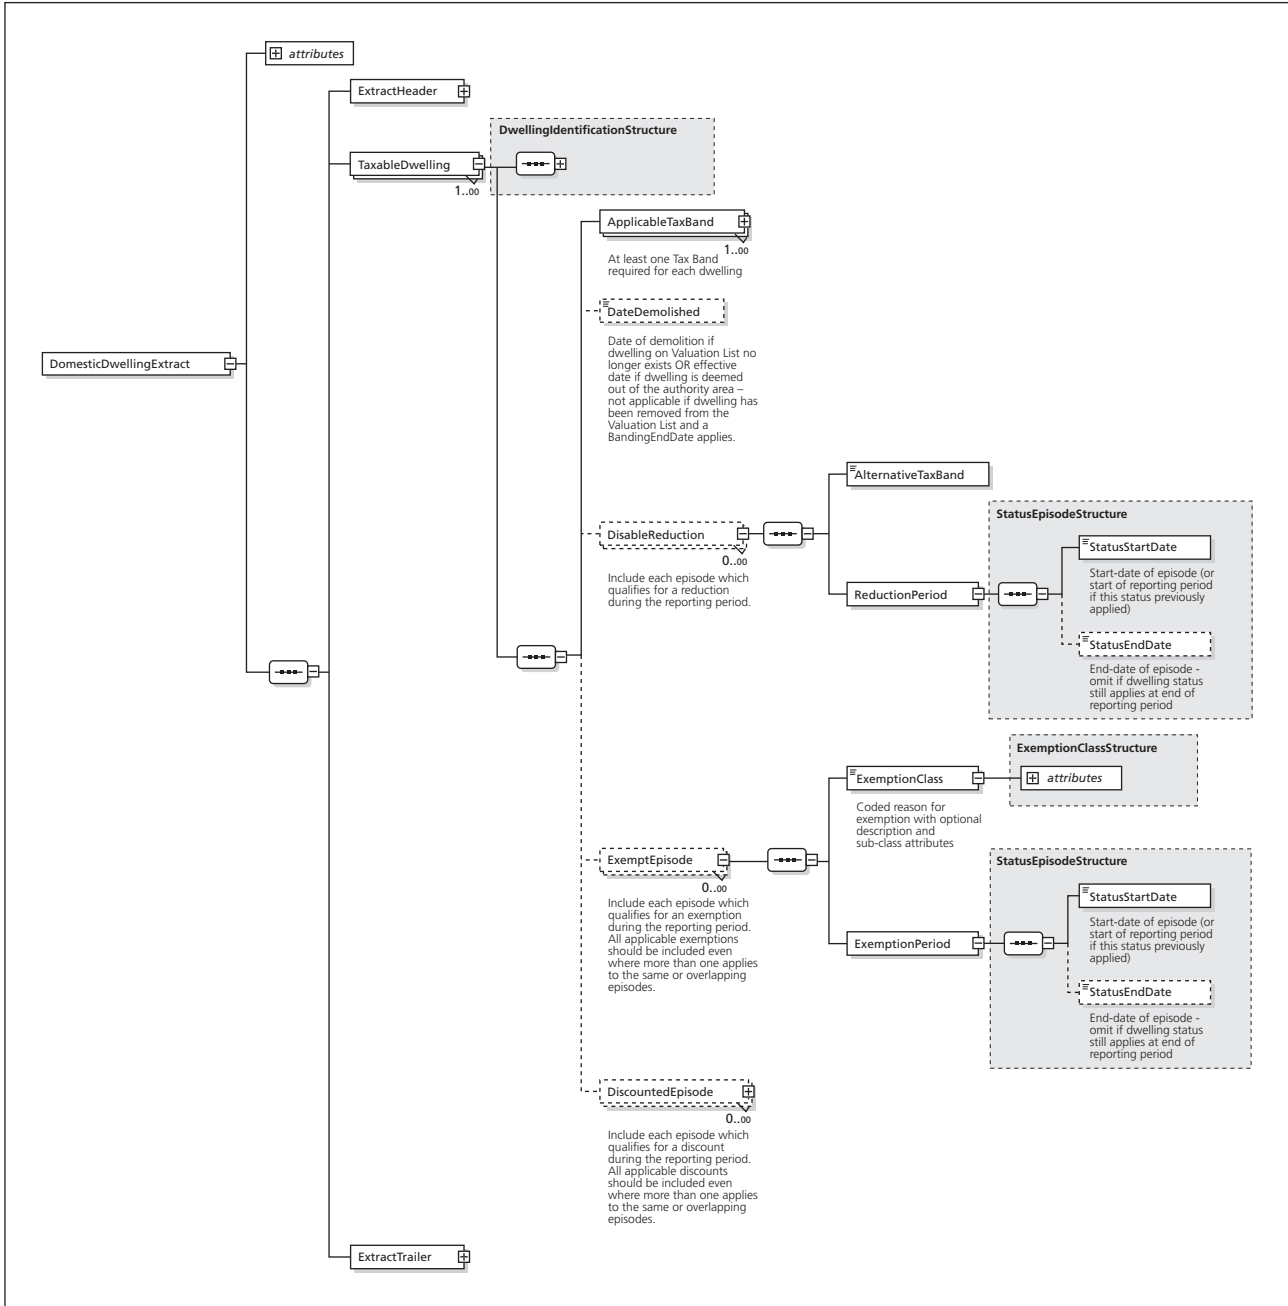 attributes
ExtractHeader
DwellingIdentificationStructure
TaxableDwelling
1..00
ApplicableTaxBand
1..00
At least one Tax Band
required for each dwelling
DateDemolished
Date of demolition if
dwelling on Valuation List no
longer exists OR effective
date if dwelling is deemed
out of the authority area –
not applicable if dwelling has
been removed from the
Valuation List and a
BandingEndDate applies.
DomesticDwellingExtract
AlternativeTaxBand
StatusEpisodeStructure
DisableReduction
0..00
Include each episode which
qualifies for a reduction
during the reporting period.
StatusStartDate
Start-date of episode (or
start of reporting period
if this status previously
applied)
ReductionPeriod
StatusEndDate
End-date of episode -
omit if dwelling status
still applies at end of
reporting period
ExemptionClassStructure
ExemptionClass
attributes
Coded reason for
exemption with optional
description and
sub-class attributes
ExemptEpisode
0..00
Include each episode which
qualifies for an exemption
during the reporting period.
All applicable exemptions
should be included even
where more than one applies
to the same or overlapping
episodes.
StatusEpisodeStructure
StatusStartDate
Start-date of episode (or
start of reporting period
if this status previously
applied)
ExemptionPeriod
StatusEndDate
End-date of episode -
omit if dwelling status
still applies at end of
reporting period
DiscountedEpisode
0..00
Include each episode which
qualifies for a discount
during the reporting period.
All applicable discounts
should be included even
where more than one applies
to the same or overlapping
episodes.
ExtractTrailer